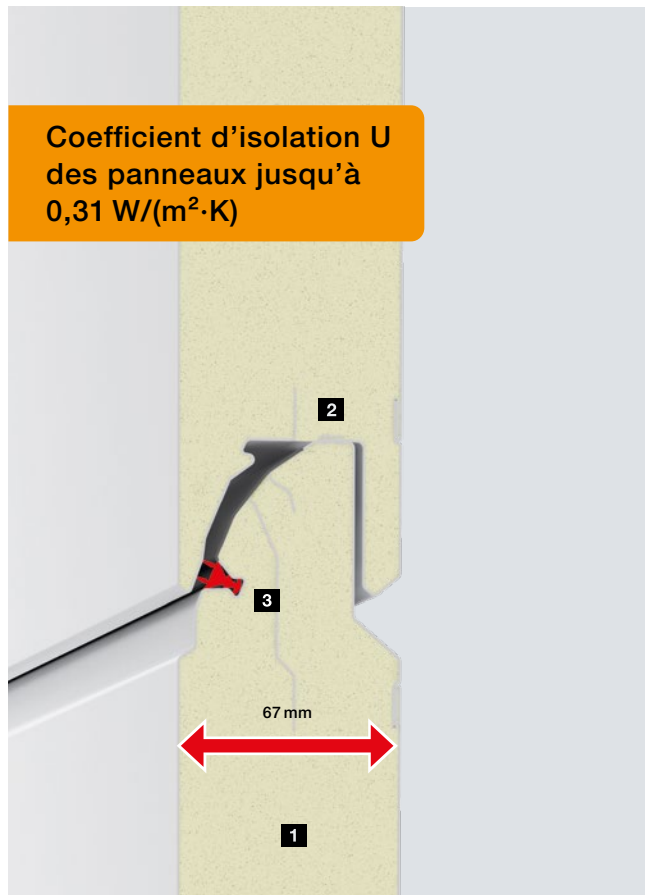 Coefficient d’isolation U
des panneaux jusqu’à
0,31 W/(m²·K)
2
3
67 mm
1